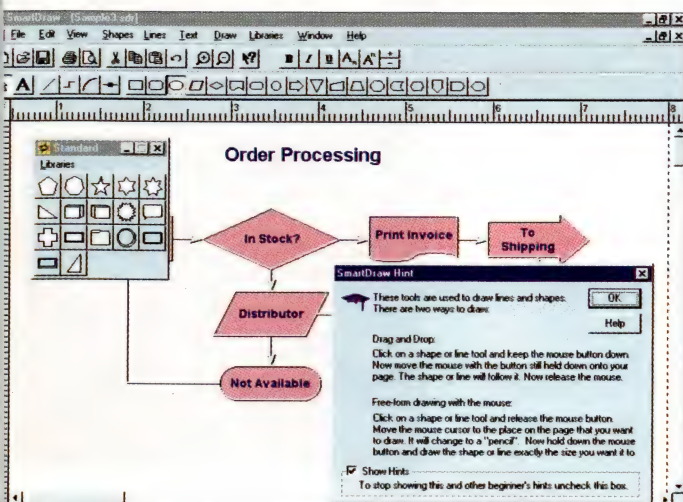 SmartDraw - [Sample3.sdr]
File Edit View Shapes Lines Text Draw Libraries Window Help
B I U A A
A
1 2 3 4 5 6 7 8
Standard
Libraries
Order Processing
In Stock?
Print Invoice
To
Shipping
Distributor
Not Available
SmartDraw Hint
These tools are used to draw lines and shapes.
There are two ways to draw:
OK
Help
Drag and Drop:
Click on a shape or line tool and keep the mouse button down.
Now move the mouse with the button still held down onto your
page. The shape or line will follow it. Now release the mouse.
Free-form drawing with the mouse:
Click on a shape or line tool and release the mouse button.
Move the mouse cursor to the place on the page that you want
to draw. It will change to a "pencil". Now hold down the mouse
button and draw the shape or line exactly the size you want it to
Show Hints
To stop showing this and other beginner's hints uncheck this box.